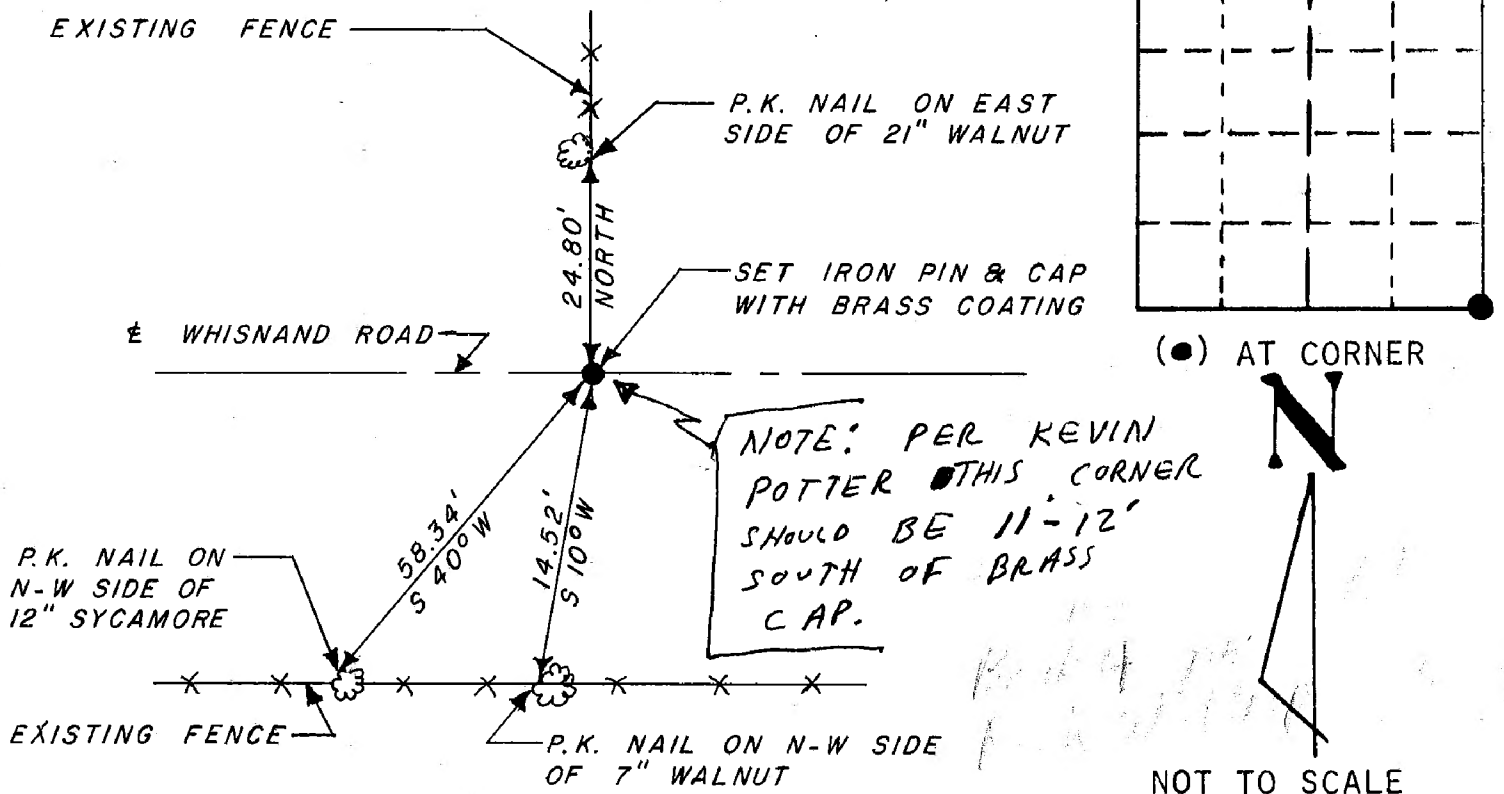 EXISTING FENCE
P.K. NAIL ON EAST
SIDE OF 21" WALNUT
24.80'
NORTH
SET IRON PIN & CAP
WITH BRASS COATING
℄ WHISNAND ROAD
(●) AT CORNER
N
NOTE: PER KEVIN
POTTER THIS CORNER
SHOULD BE 11-12'
SOUTH OF BRASS
CAP.
58.34'
S 40° W
14.52'
S 10° W
P.K. NAIL ON
N-W SIDE OF
12" SYCAMORE
EXISTING FENCE
P.K. NAIL ON N-W SIDE
OF 7" WALNUT
NOT TO SCALE